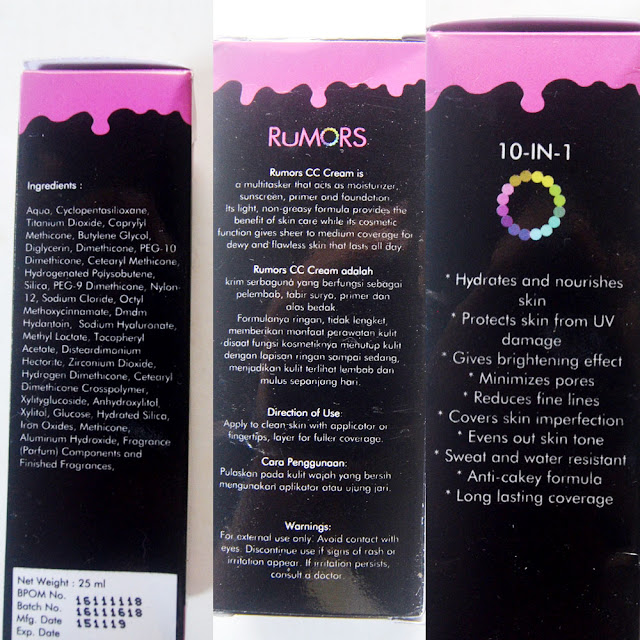 Ingredients :
Aqua, Cyclopentasiloxane,
Titanium Dioxide, Caprylyl
Methicone, Butylene Glycol,
Diglycerin, Dimethicone, PEG-10
Dimethicone, Cetearyl Methicone,
Hydrogenated Polysobutene,
Silica, PEG-9 Dimethicone, Nylon-
12, Sodium Cloride, Octyl
Methoxycinnamate, Dmdm
Hydantoin, Sodium Hyaluronate,
Methyl Lactate, Tocopheryl
Acetate, Disteardimonium
Hectorite, Zirconium Dioxide,
Hydrogen Dimethicone, Cetearyl
Dimethicone Crosspolymer,
Xylitylglucoside, Anhydroxylitol,
Xylitol, Glucose, Hydrated Silica,
Iron Oxides, Methicone,
Aluminum Hydroxide, Fragrance
(Parfum) Components and
Finished Fragrances,
Net Weight : 25 ml
BPOM No. 16111118
Batch No. 16111618
Mfg. Date 151119
Exp. Date
RUMORS
Rumors CC Cream is
a multitasker that acts as moisturizer,
sunscreen, primer and foundation.
its light, non-greasy formula provides the
benefit of skin care while its cosmetic
function gives sheer to medium coverage for
dewy and flawless skin that lasts all day.
Rumors CC Cream adalah
krim serbaguna yang berfungsi sebagai
pelembab, tabir surya, primer dan
alas bedak
Formulanya ringan, tidak lengket,
memberikan manfaat perawatan kulit
disaat fungsi kosmetiknya menutup kulit
dengan lapisan ringan sampai sedang,
menjadikan kulit terlihat lembab dan
mulus sepanjang hari.
Direction of Use:
Apply to clean skin with applicator or
fingertips, layer for fuller coverage.
Cara Penggunaan:
Pulaskan pada kulit wajah yang bersih
mengunakan aplikator atau ujung jari.
Warnings:
For external use only. Avoid contact with
eyes. Discontinue use if signs of rash or
irritation appear. If irritation persists,
consult a doctor.
10-IN-1
* Hydrates and nourishes
skin
* Protects skin from UV
damage
* Gives brightening effect
* Minimizes pores
* Reduces fine lines
* Covers skin imperfection
* Evens out skin tone
* Sweat and water resistant
* Anti-cakey formula
* Long lasting coverage